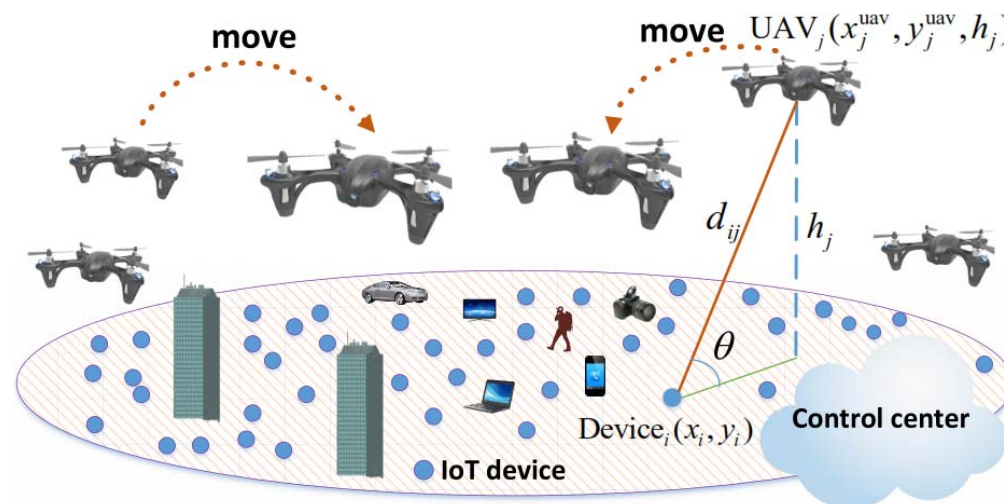 move
move
UAV_j(x_j^uav, y_j^uav, h_j)
d_ij
h_j
θ
Device_i(x_i, y_i)
Control center
IoT device